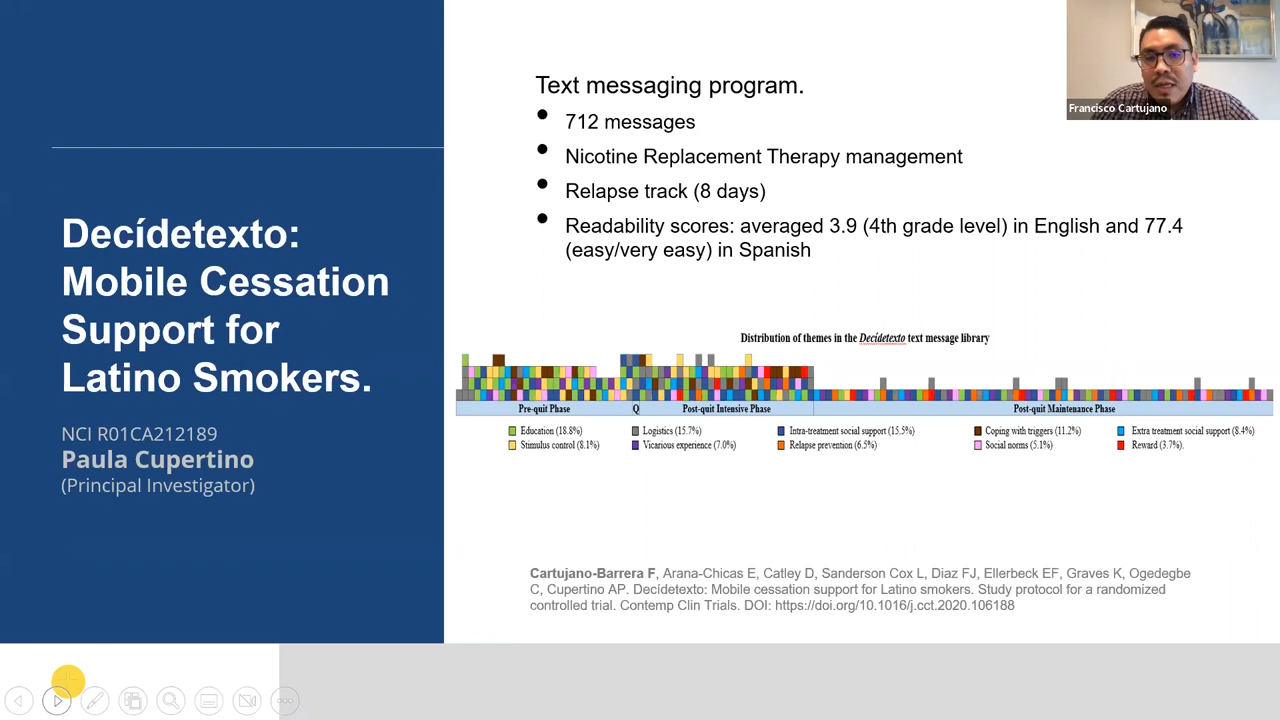 Decídetexto:
Mobile Cessation
Support for
Latino Smokers.
NCI R01CA212189
Paula Cupertino
(Principal Investigator)
Text messaging program.
• 712 messages
• Nicotine Replacement Therapy management
• Relapse track (8 days)
• Readability scores: averaged 3.9 (4th grade level) in English and 77.4
(easy/very easy) in Spanish
Francisco Cartujano
Distribution of themes in the Decídetexto text message library
Pre-quit Phase Q Post-quit Intensive Phase Post-quit Maintenance Phase
Education (18.8%) Logistics (15.7%) Intra-treatment social support (15.5%) Coping with triggers (11.2%) Extra treatment social support (8.4%)
Stimulus control (8.1%) Vicarious experience (7.0%) Relapse prevention (6.5%) Social norms (5.1%) Reward (3.7%).
Cartujano-Barrera F, Arana-Chicas E, Catley D, Sanderson Cox L, Diaz FJ, Ellerbeck EF, Graves K, Ogedegbe
C, Cupertino AP. Decídetexto: Mobile cessation support for Latino smokers. Study protocol for a randomized
controlled trial. Contemp Clin Trials. DOI: https://doi.org/10.1016/j.cct.2020.106188